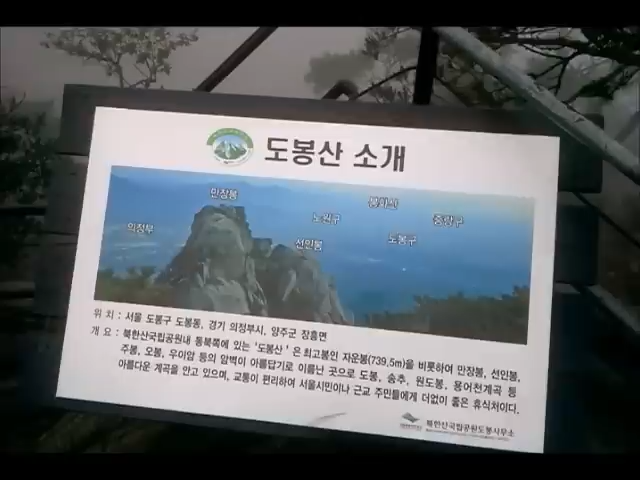 도봉산 소개
만장봉
봉화산
노원구
중랑구
의정부
선인봉
도봉구
위 치 : 서울 도봉구 도봉동, 경기 의정부시, 양주군 장흥면
개 요 : 북한산국립공원내 동북쪽에 있는 '도봉산 ' 은 최고봉인 자운봉(739.5m)을 비롯하여 만장봉, 선인봉,
주봉, 오봉, 우이암 등의 암벽이 아름답기로 이름난 곳으로 도봉, 송추, 원도봉, 용어천계곡 등
아름다운 계곡을 안고 있으며, 교통이 편리하여 서울시민이나 근교 주민들에게 더없이 좋은 휴식처이다.
북한산국립공원도봉사무소